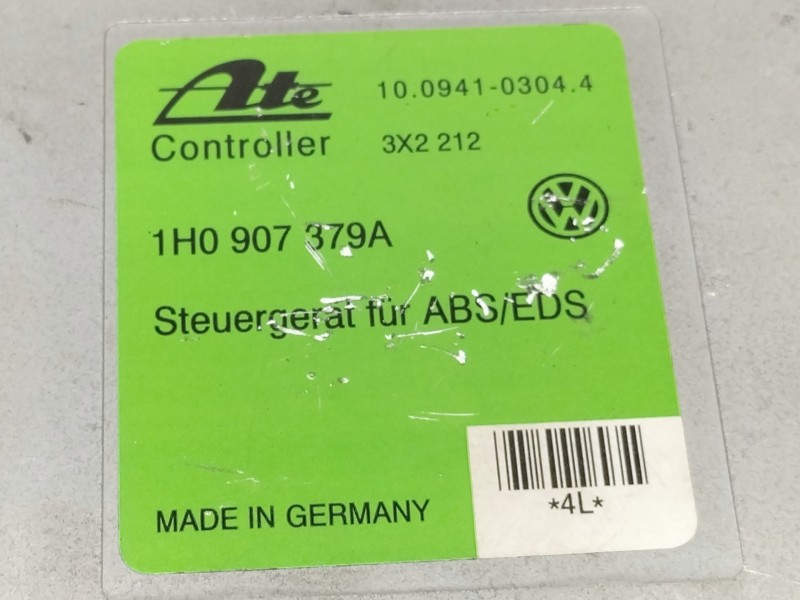 Ate
10.0941-0304.4
Controller
3X2 212
1H0 907 379A
Steuergerät für ABS/EDS
MADE IN GERMANY
*4L*